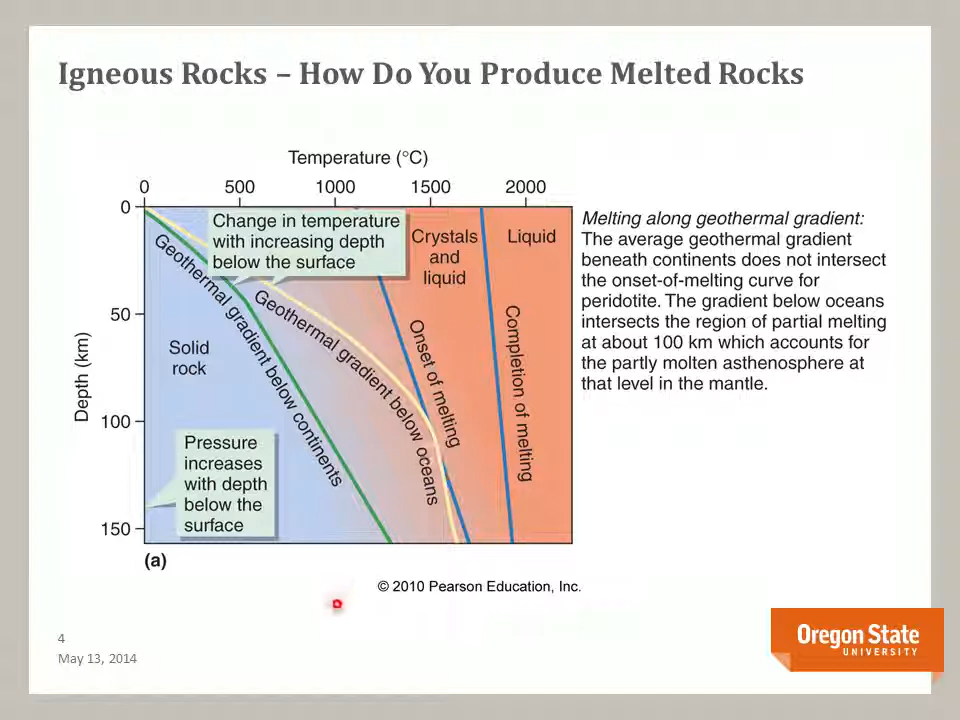 Igneous Rocks – How Do You Produce Melted Rocks
Temperature (°C)
0 500 1000 1500 2000
0
50
100
150
Depth (km)
Change in temperature
with increasing depth
below the surface
Crystals
and
liquid
Liquid
Solid
rock
Geothermal gradient below continents
Geothermal gradient below oceans
Onset of melting
Completion of melting
Pressure
increases
with depth
below the
surface
(a)
Melting along geothermal gradient:
The average geothermal gradient
beneath continents does not intersect
the onset-of-melting curve for
peridotite. The gradient below oceans
intersects the region of partial melting
at about 100 km which accounts for
the partly molten asthenosphere at
that level in the mantle.
© 2010 Pearson Education, Inc.
4
May 13, 2014
Oregon State
UNIVERSITY